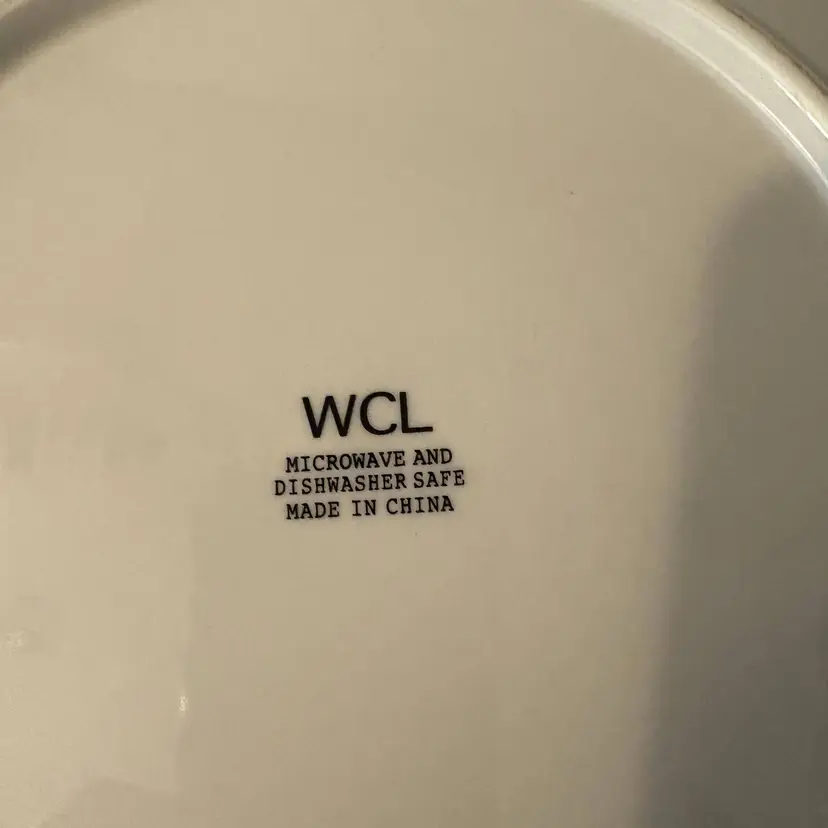 WCL
MICROWAVE AND
DISHWASHER SAFE
MADE IN CHINA